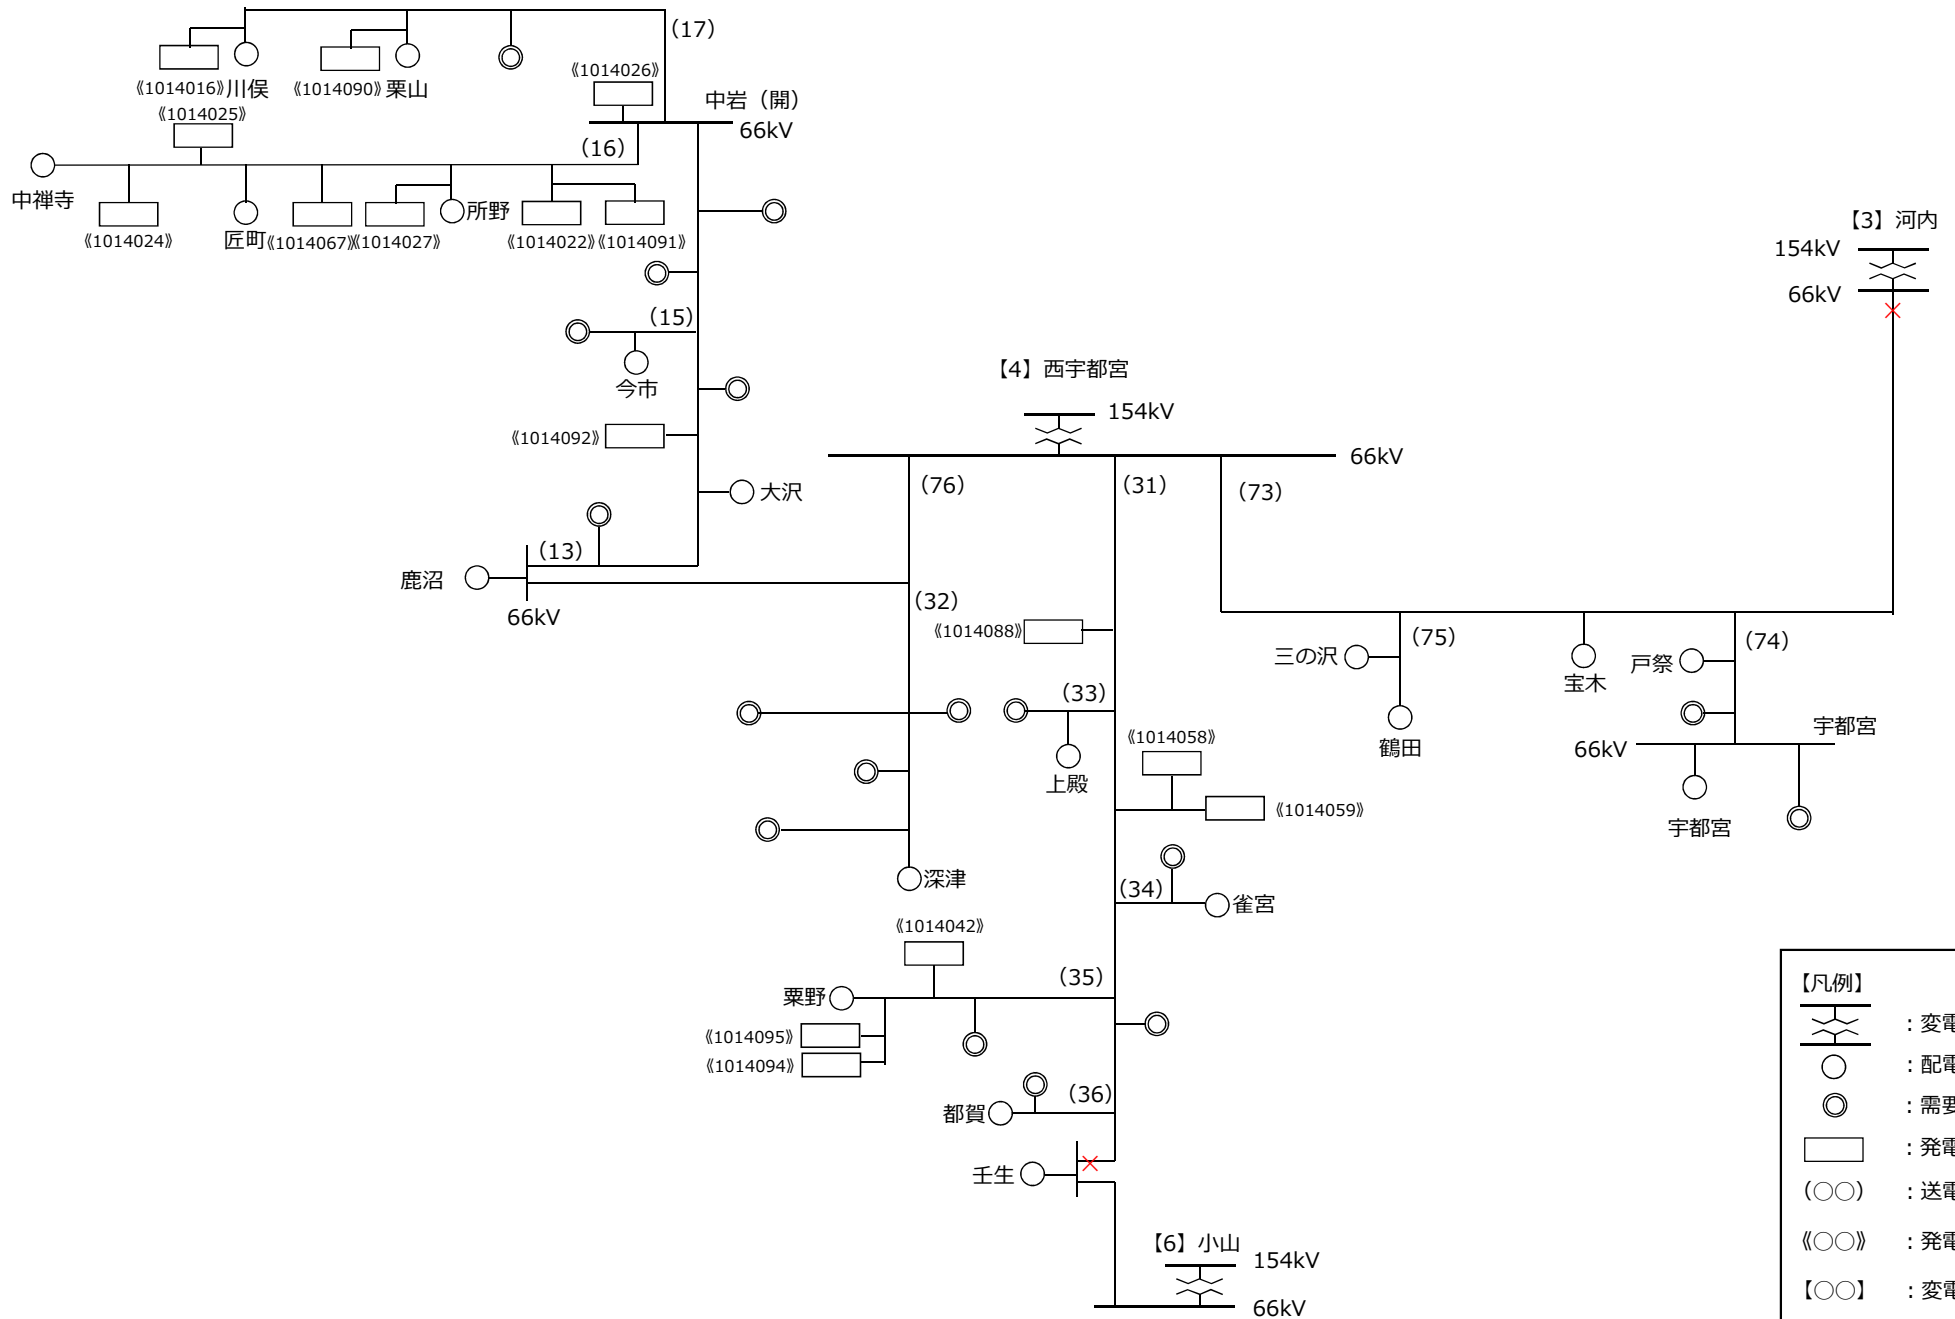 (17)
《1014026》
《1014016》川俣
《1014090》栗山
中岩（開）
《1014025》
66kV
(16)
中禅寺
《1014024》
匠町
《1014067》
《1014027》
所野
《1014022》
《1014091》
【3】河内
154kV
66kV
(15)
今市
【4】西宇都宮
154kV
《1014092》
66kV
大沢
(76)
(31)
(73)
(13)
鹿沼
66kV
(32)
《1014088》
(75)
(74)
三の沢
宝木
戸祭
(33)
宇都宮
《1014058》
鶴田
66kV
上殿
《1014059》
宇都宮
深津
(34)
雀宮
《1014042》
(35)
粟野
《1014095》
《1014094》
(36)
都賀
壬生
【6】小山
154kV
66kV
【凡例】
：変電
：配電
：需要
：発電
(○○) ：送電
《○○》 ：発電
【○○】 ：変電